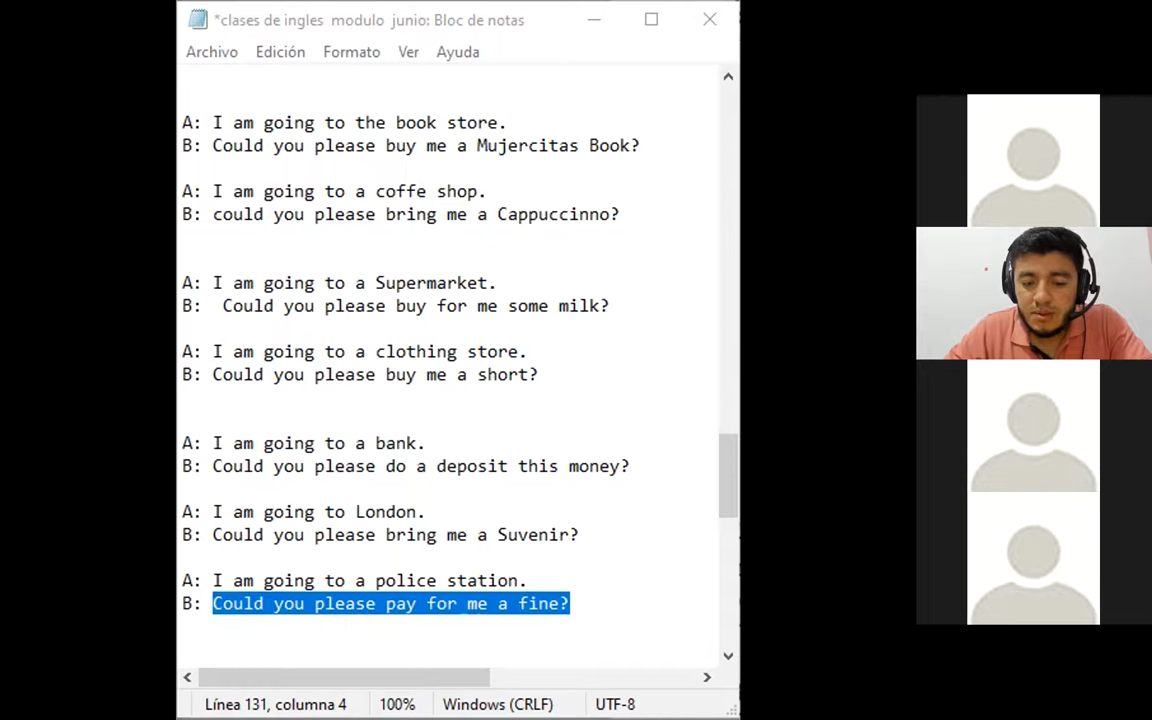 *clases de ingles  modulo  junio: Bloc de notas
Archivo Edición Formato Ver Ayuda
A: I am going to the book store.
B: Could you please buy me a Mujercitas Book?
A: I am going to a coffe shop.
B: could you please bring me a Cappuccinno?
A: I am going to a Supermarket.
B:  Could you please buy for me some milk?
A: I am going to a clothing store.
B: Could you please buy me a short?
A: I am going to a bank.
B: Could you please do a deposit this money?
A: I am going to London.
B: Could you please bring me a Suvenir?
A: I am going to a police station.
B: Could you please pay for me a fine?
Línea 131, columna 4 100% Windows (CRLF) UTF-8